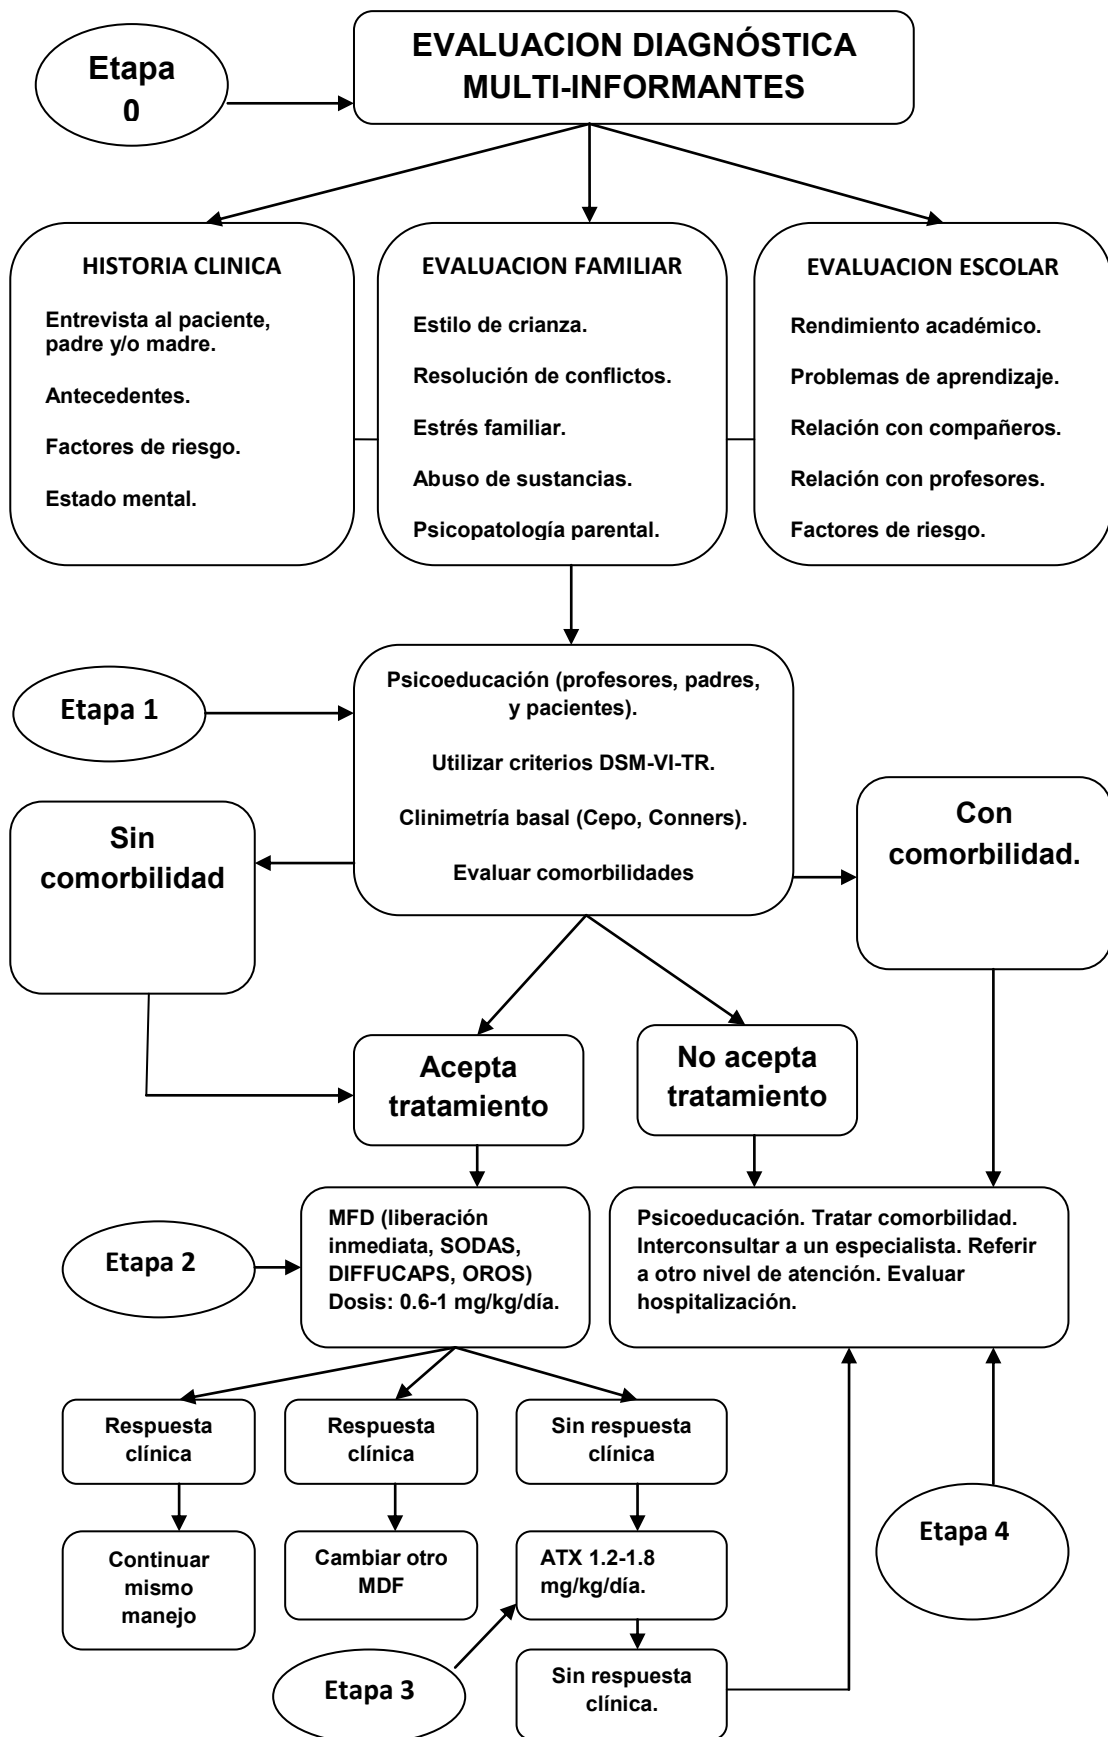 Etapa
0
EVALUACION DIAGNÓSTICA
MULTI-INFORMANTES
HISTORIA CLINICA
Entrevista al paciente,
padre y/o madre.
Antecedentes.
Factores de riesgo.
Estado mental.
EVALUACION FAMILIAR
Estilo de crianza.
Resolución de conflictos.
Estrés familiar.
Abuso de sustancias.
Psicopatología parental.
EVALUACION ESCOLAR
Rendimiento académico.
Problemas de aprendizaje.
Relación con compañeros.
Relación con profesores.
Factores de riesgo.
Etapa 1
Psicoeducación (profesores, padres,
y pacientes).
Utilizar criterios DSM-VI-TR.
Clinimetría basal (Cepo, Conners).
Evaluar comorbilidades
Sin
comorbilidad
Con
comorbilidad.
Acepta
tratamiento
No acepta
tratamiento
Etapa 2
MFD (liberación
inmediata, SODAS,
DIFFUCAPS, OROS)
Dosis: 0.6-1 mg/kg/día.
Psicoeducación. Tratar comorbilidad.
Interconsultar a un especialista. Referir
a otro nivel de atención. Evaluar
hospitalización.
Respuesta
clínica
Respuesta
clínica
Sin respuesta
clínica
Continuar
mismo
manejo
Cambiar otro
MDF
ATX 1.2-1.8
mg/kg/día.
Etapa 4
Etapa 3
Sin respuesta
clínica.